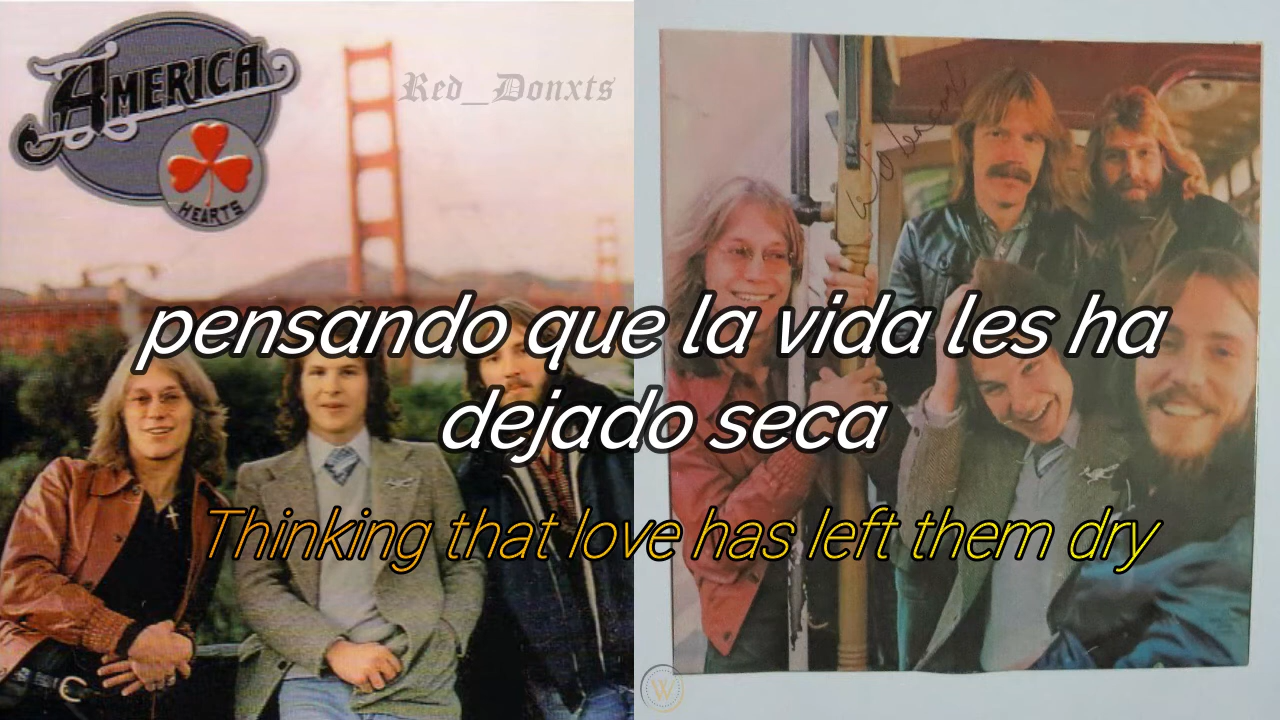 AMERICA
HEARTS
Red_Donxts
pensando que la vida les ha
dejado seca
Thinking that love has left them dry
W